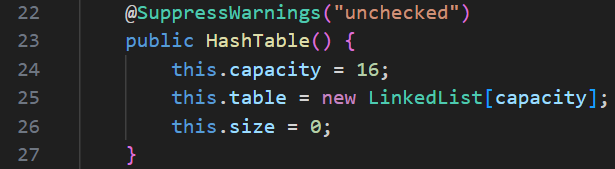 22 @SuppressWarnings("unchecked")
23 public HashTable() {
24 this.capacity = 16;
25 this.table = new LinkedList[capacity];
26 this.size = 0;
27 }